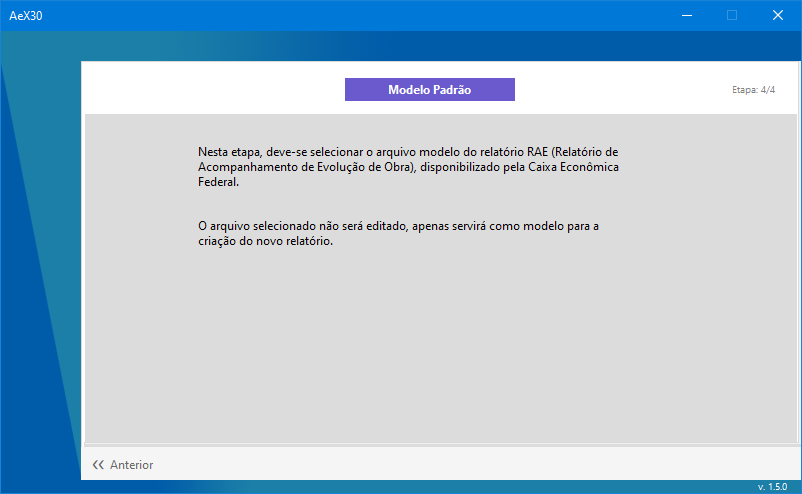 AeX30
Modelo Padrão
Etapa: 4/4
Nesta etapa, deve-se selecionar o arquivo modelo do relatório RAE (Relatório de
Acompanhamento de Evolução de Obra), disponibilizado pela Caixa Econômica
Federal.
O arquivo selecionado não será editado, apenas servirá como modelo para a
criação do novo relatório.
Anterior
v. 1.5.0